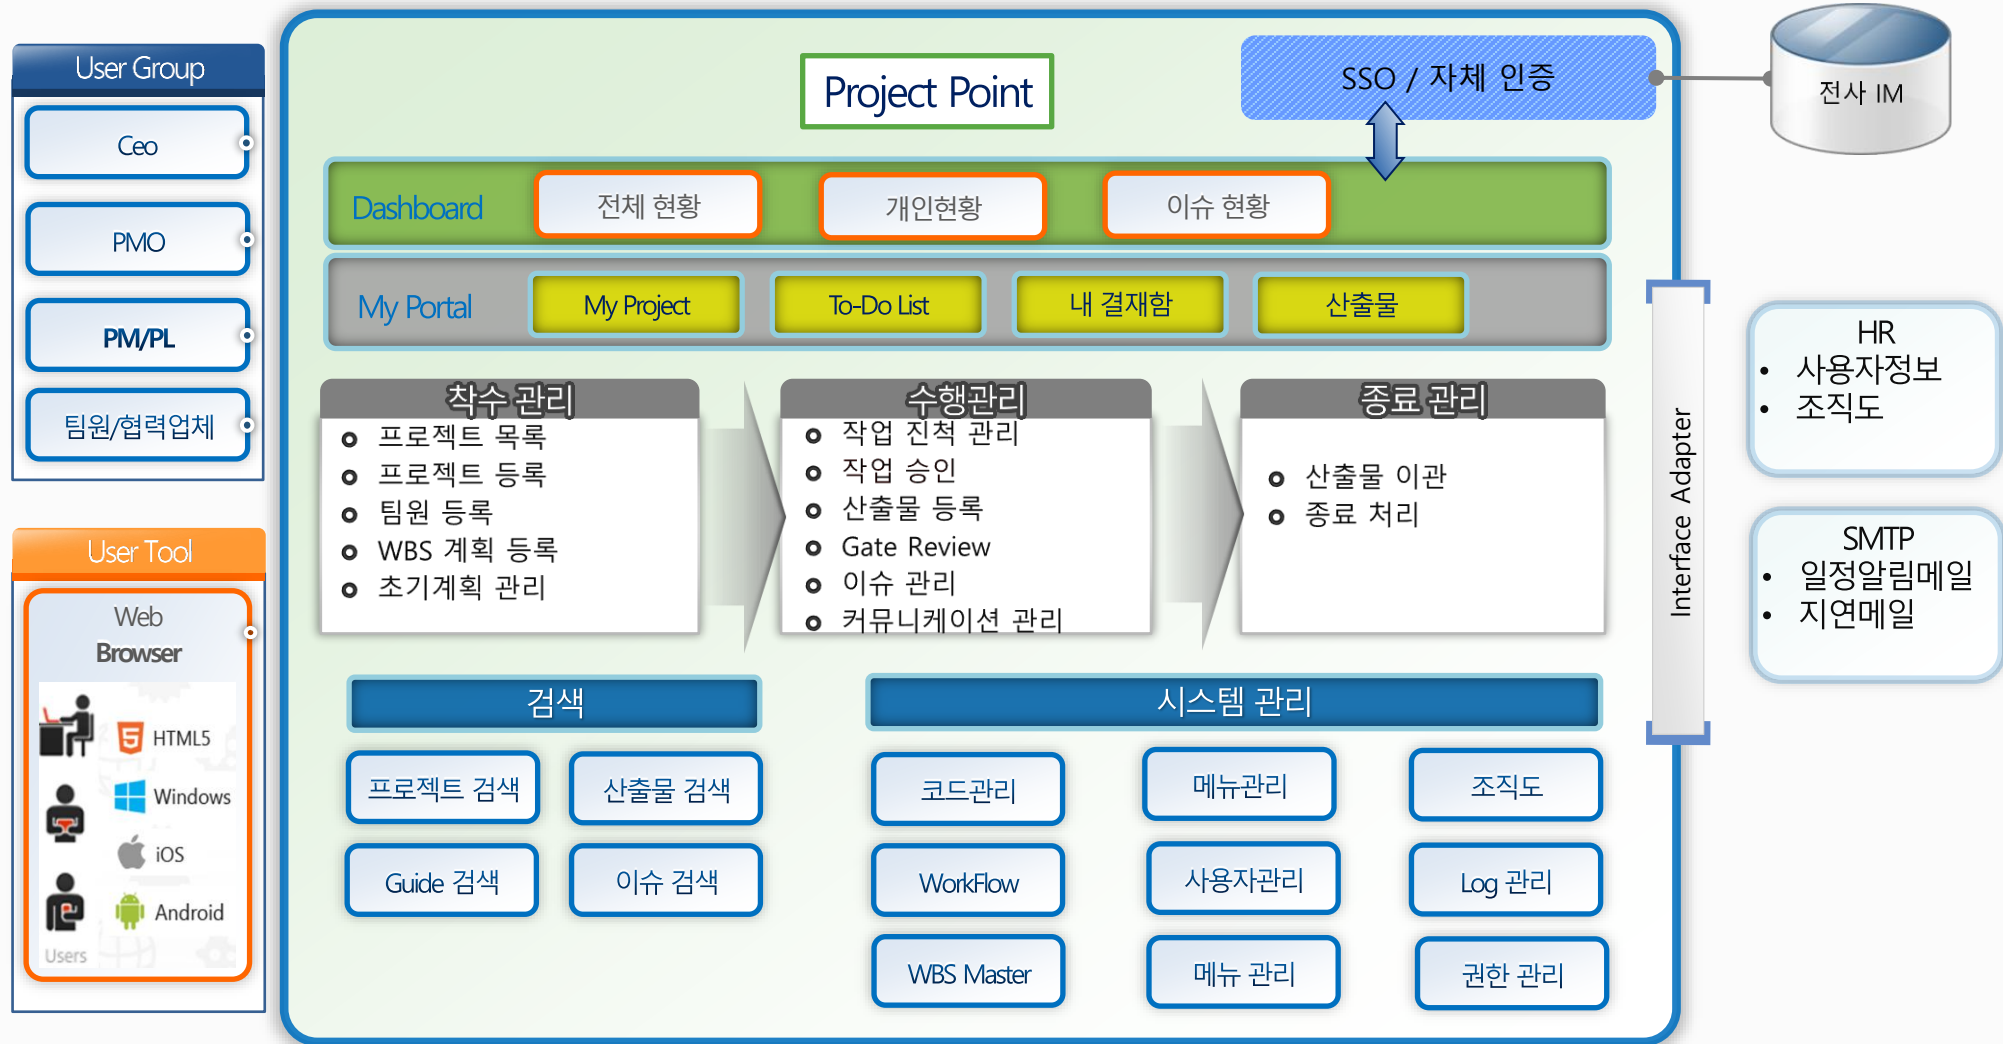 User Group
Ceo
PMO
PM/PL
팀원/협력업체
User Tool
Web
Browser
HTML5
Windows
iOS
Android
Users
Project Point
SSO / 자체 인증
전사 IM
Dashboard
전체 현황
개인현황
이슈 현황
My Portal
My Project
To-Do List
내 결재함
산출물
착수 관리
프로젝트 목록
프로젝트 등록
팀원 등록
WBS 계획 등록
초기계획 관리
수행관리
작업 진척 관리
작업 승인
산출물 등록
Gate Review
이슈 관리
커뮤니케이션 관리
종료 관리
산출물 이관
종료 처리
검색
프로젝트 검색
산출물 검색
Guide 검색
이슈 검색
시스템 관리
코드관리
메뉴관리
조직도
WorkFlow
사용자관리
Log 관리
WBS Master
메뉴 관리
권한 관리
Interface Adapter
HR
• 사용자정보
• 조직도
SMTP
• 일정알림메일
• 지연메일